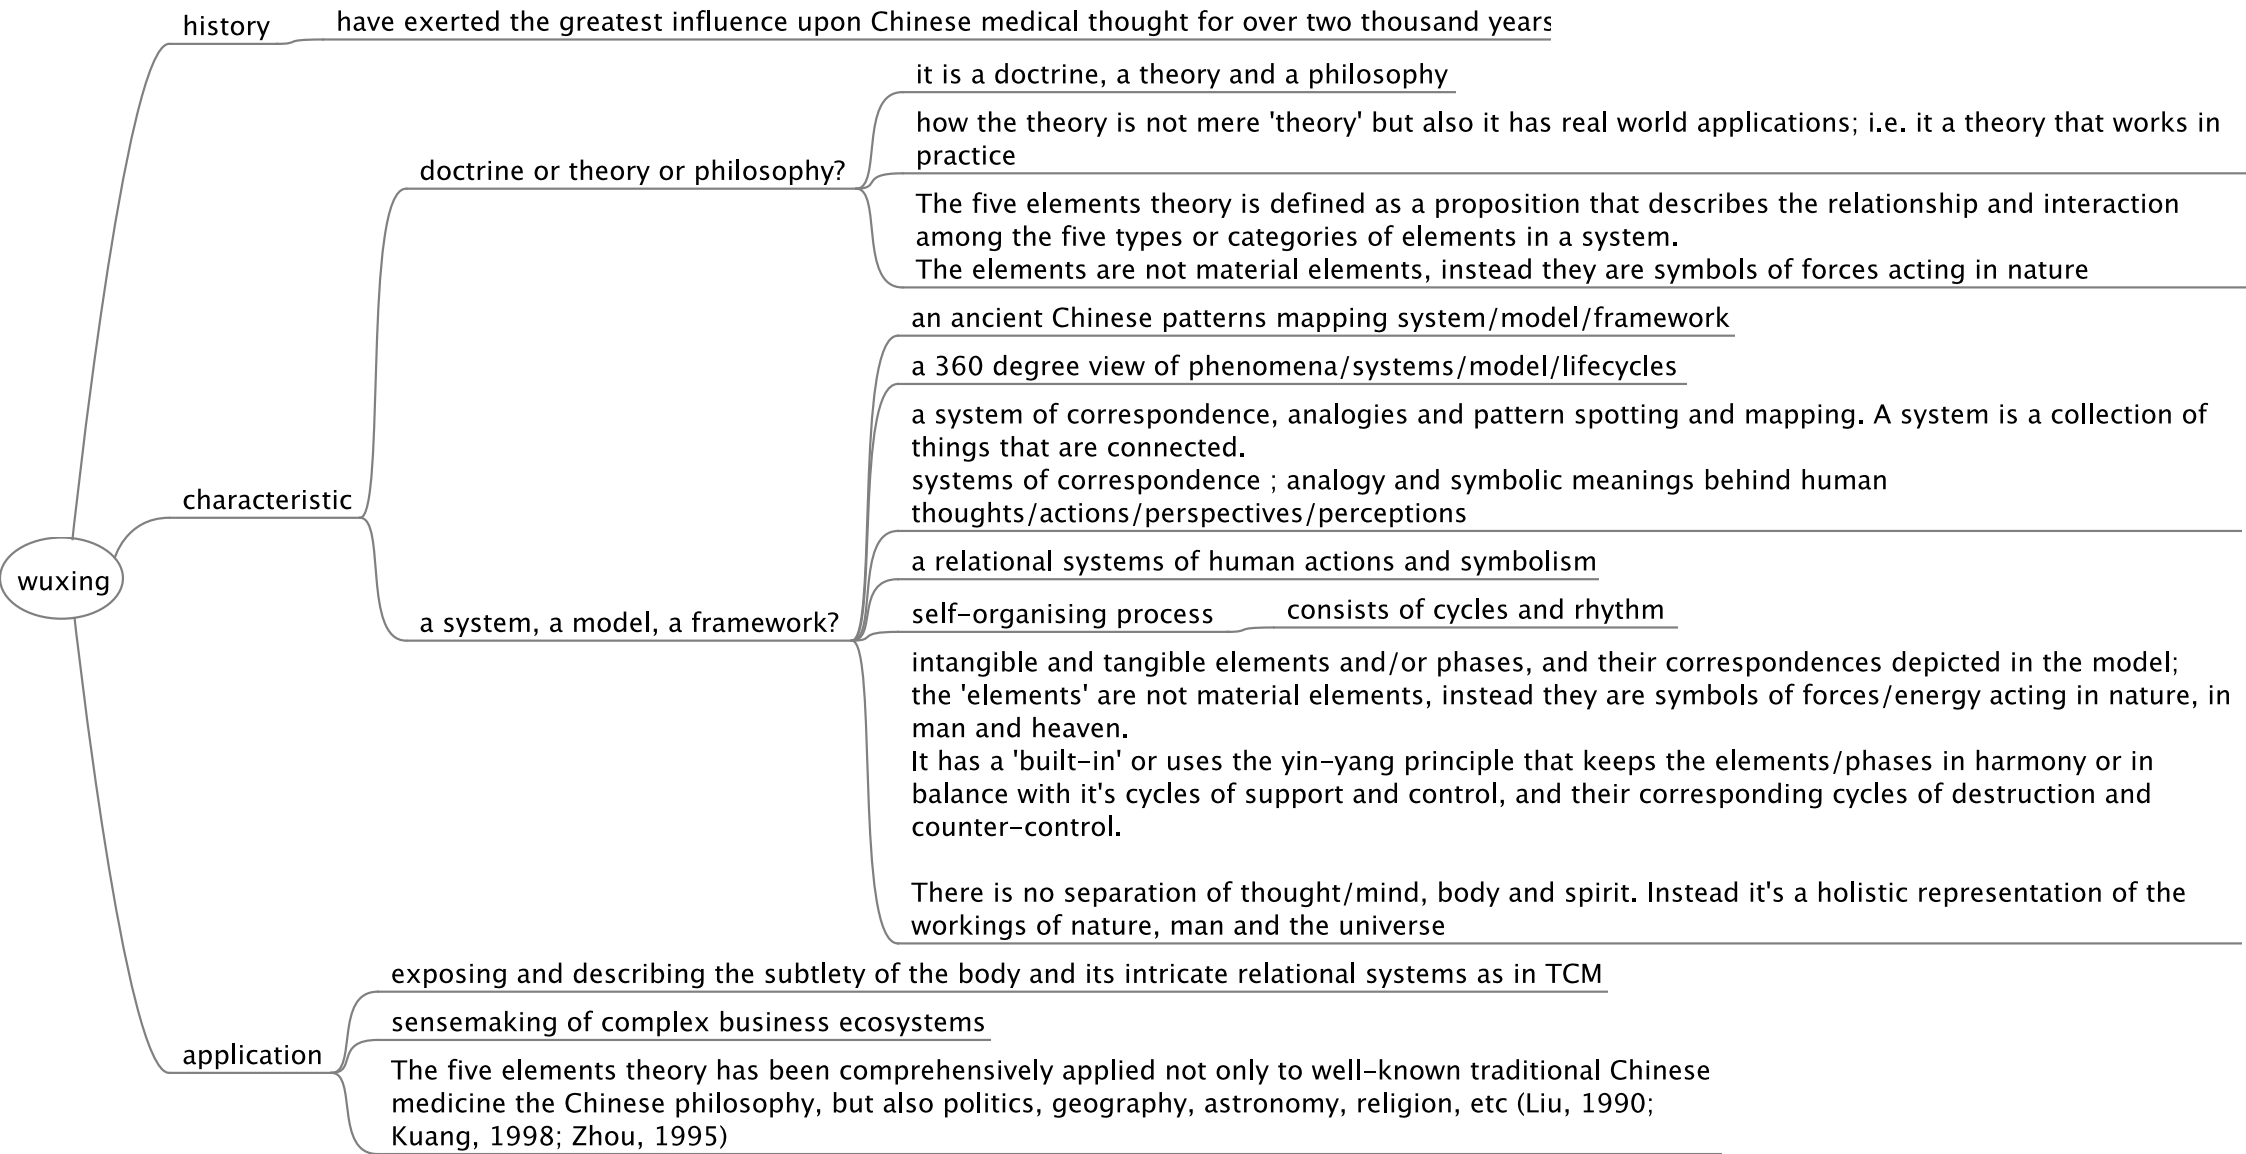 history
have exerted the greatest influence upon Chinese medical thought for over two thousand years
it is a doctrine, a theory and a philosophy
how the theory is not mere 'theory' but also it has real world applications; i.e. it a theory that works in
practice
doctrine or theory or philosophy?
The five elements theory is defined as a proposition that describes the relationship and interaction
among the five types or categories of elements in a system.
The elements are not material elements, instead they are symbols of forces acting in nature
an ancient Chinese patterns mapping system/model/framework
a 360 degree view of phenomena/systems/model/lifecycles
a system of correspondence, analogies and pattern spotting and mapping. A system is a collection of
things that are connected.
systems of correspondence ; analogy and symbolic meanings behind human
thoughts/actions/perspectives/perceptions
characteristic
wuxing
a relational systems of human actions and symbolism
self-organising process
consists of cycles and rhythm
a system, a model, a framework?
intangible and tangible elements and/or phases, and their correspondences depicted in the model;
the 'elements' are not material elements, instead they are symbols of forces/energy acting in nature, in
man and heaven.
It has a 'built-in' or uses the yin-yang principle that keeps the elements/phases in harmony or in
balance with it's cycles of support and control, and their corresponding cycles of destruction and
counter-control.
There is no separation of thought/mind, body and spirit. Instead it's a holistic representation of the
workings of nature, man and the universe
exposing and describing the subtlety of the body and its intricate relational systems as in TCM
sensemaking of complex business ecosystems
application
The five elements theory has been comprehensively applied not only to well-known traditional Chinese
medicine the Chinese philosophy, but also politics, geography, astronomy, religion, etc (Liu, 1990;
Kuang, 1998; Zhou, 1995)